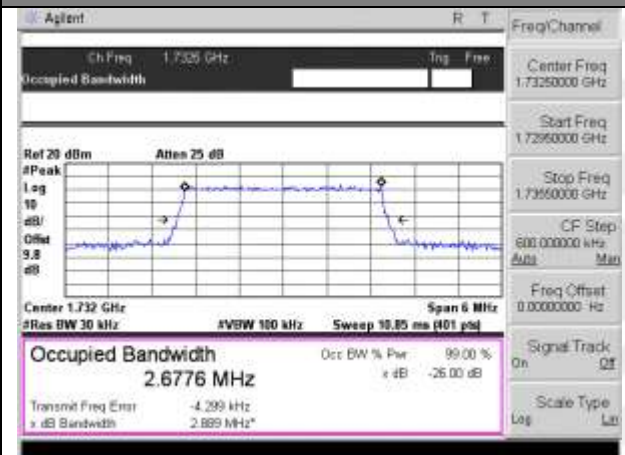 Agilent R T
Ch Freq 1.7325 GHz Trig Free
Occupied Bandwidth
Ref 20 dBm Atten 25 dB
#Peak
Log
10
dB/
Offst
9.8
dB
Center 1.732 GHz Span 6 MHz
#Res BW 30 kHz #VBW 100 kHz Sweep 10.85 ms (401 pts)
Occupied Bandwidth
2.6776 MHz
Occ BW % Pwr 99.00 %
x dB -26.00 dB
Transmit Freq Error -4.299 kHz
x dB Bandwidth 2.889 MHz*
Freq/Channel
Center Freq
1.73250000 GHz
Start Freq
1.72950000 GHz
Stop Freq
1.73550000 GHz
CF Step
600.000000 kHz
Auto Man
Freq Offset
0.00000000 Hz
Signal Track
On Off
Scale Type
Log Lin